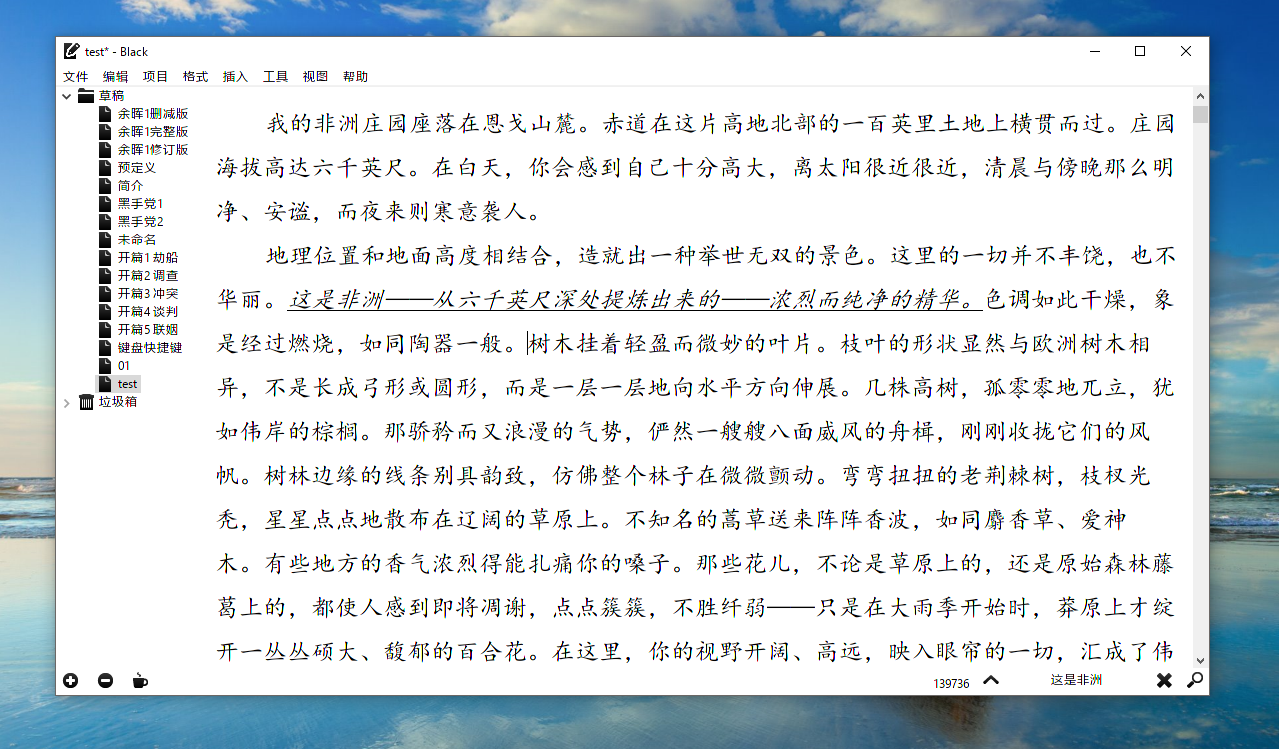 test* - Black
文件 编辑 项目 格式 插入 工具 视图 帮助
草稿
余晖1删减版
余晖1完整版
余晖1修订版
预定义
简介
黑手党1
黑手党2
未命名
开篇1劫船
开篇2调查
开篇3冲突
开篇4谈判
开篇5联姻
键盘快捷键
01
test
垃圾箱
我的非洲庄园座落在恩戈山麓。赤道在这片高地北部的一百英里土地上横贯而过。庄园
海拔高达六千英尺。在白天，你会感到自己十分高大，离太阳很近很近，清晨与傍晚那么明
净、安谧，而夜来则寒意袭人。
地理位置和地面高度相结合，造就出一种举世无双的景色。这里的一切并不丰饶，也不
华丽。这是非洲——从六千英尺深处提炼出来的——浓烈而纯净的精华。色调如此干燥，象
是经过燃烧，如同陶器一般。树木挂着轻盈而微妙的叶片。枝叶的形状显然与欧洲树木相
异，不是长成弓形或圆形，而是一层一层地向水平方向伸展。几株高树，孤零零地兀立，犹
如伟岸的棕榈。那骄矜而又浪漫的气势，俨然一艘艘八面威风的舟楫，刚刚收拢它们的风
帆。树林边缘的线条别具韵致，仿佛整个林子在微微颤动。弯弯扭扭的老荆棘树，枝杈光
秃，星星点点地散布在辽阔的草原上。不知名的蒿草送来阵阵香波，如同麝香草、爱神
木。有些地方的香气浓烈得能扎痛你的嗓子。那些花儿，不论是草原上的，还是原始森林藤
葛上的，都使人感到即将凋谢，点点簇簇，不胜纤弱——只是在大雨季开始时，莽原上才绽
开一丛丛硕大、馥郁的百合花。在这里，你的视野开阔、高远，映入眼帘的一切，汇成了伟
139736
这是非洲